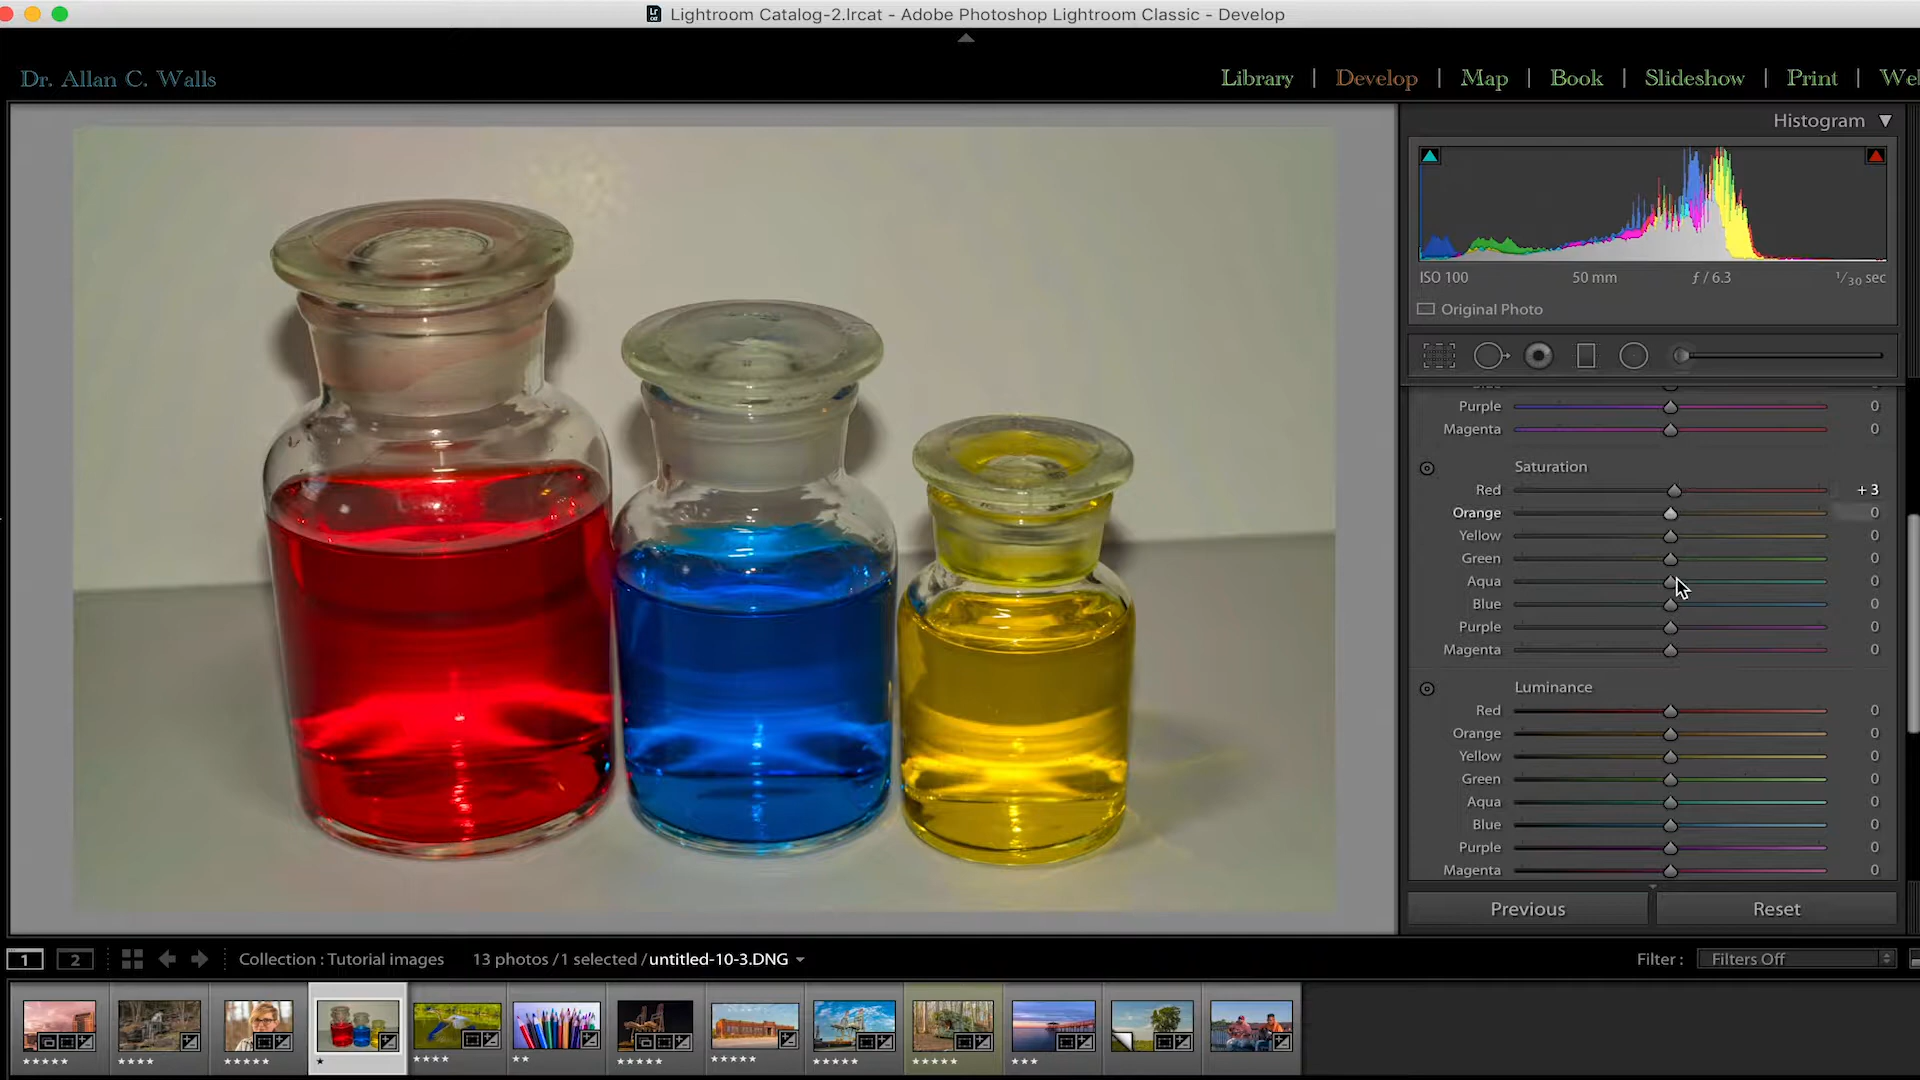 Lightroom Catalog-2.lrcat - Adobe Photoshop Lightroom Classic - Develop
Dr. Allan C. Walls
Library | Develop | Map | Book | Slideshow | Print |
Histogram
ISO 100 50 mm ƒ / 6.3 1/30 sec
Original Photo
Purple 0
Magenta 0
Saturation
Red + 3
Orange 0
Yellow 0
Green 0
Aqua 0
Blue 0
Purple 0
Magenta 0
Luminance
Red 0
Orange 0
Yellow 0
Green 0
Aqua 0
Blue 0
Purple 0
Magenta 0
Previous Reset
1 2 Collection : Tutorial images 13 photos / 1 selected / untitled-10-3.DNG Filter : Filters Off